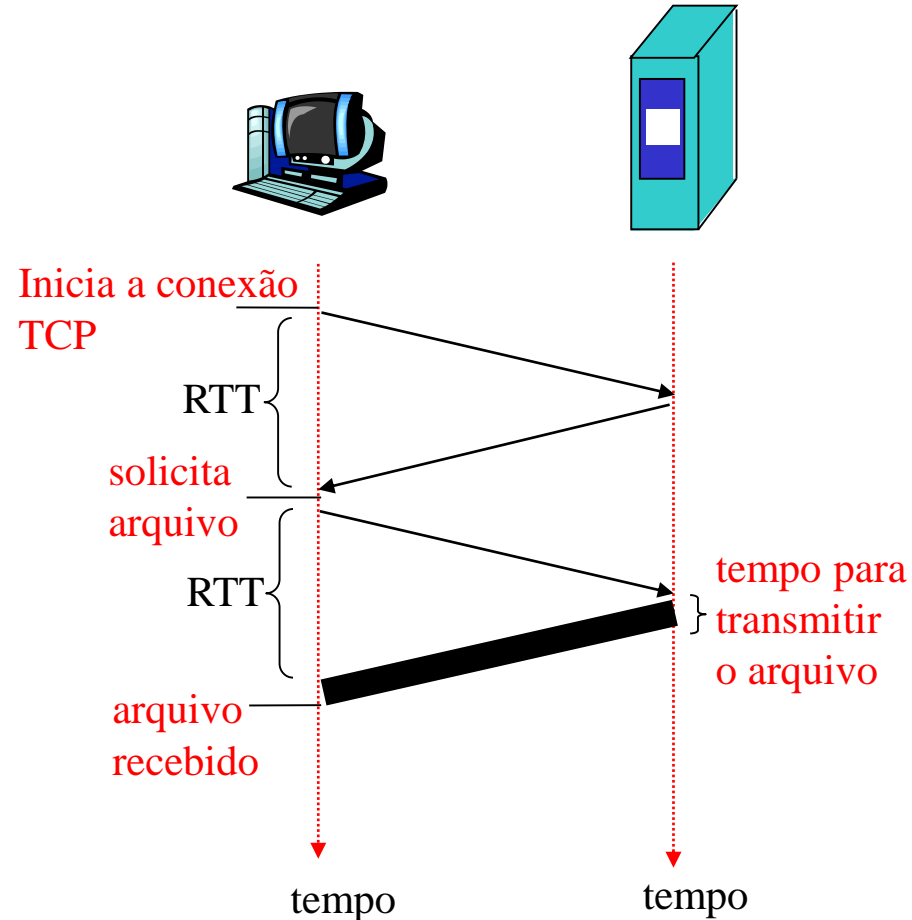 Inicia a conexão
TCP
RTT
solicita
arquivo
RTT
tempo para
transmitir
o arquivo
arquivo
recebido
tempo
tempo